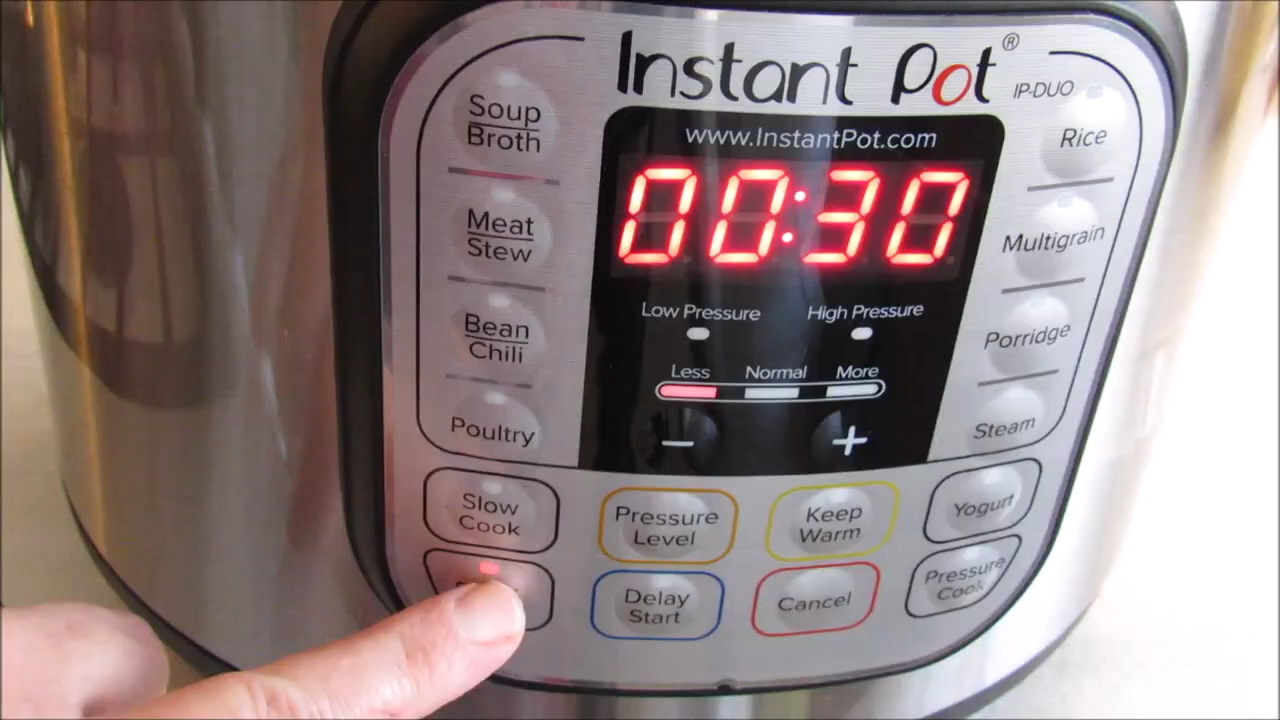 Instant Pot®
IP-DUO
www.InstantPot.com
00:30
Low Pressure
High Pressure
Less
Normal
More
−
+
Soup
Broth
Meat
Stew
Bean
Chili
Poultry
Rice
Multigrain
Porridge
Steam
Slow
Cook
Pressure
Level
Keep
Warm
Yogurt
Delay
Start
Cancel
Pressure
Cook